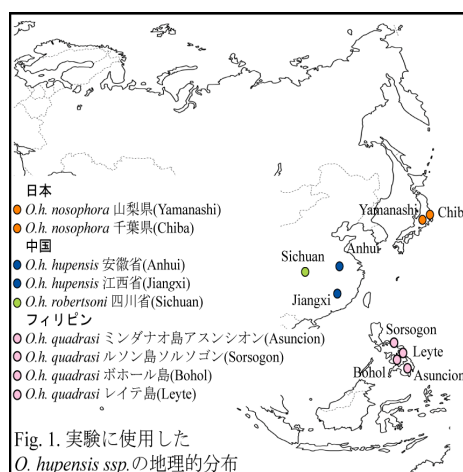 日本
O.h. nosophora 山梨県(Yamanashi)
O.h. nosophora 千葉県(Chiba)
中国
O.h. hupensis 安徽省(Anhui)
O.h. hupensis 江西省(Jiangxi)
O.h. robertsoni 四川省(Sichuan)
フィリピン
O.h. quadrasi ミンダナオ島アスンシオン(Asuncion)
O.h. quadrasi ルソン島ソルソゴン(Sorsogon)
O.h. quadrasi ボホール島(Bohol)
O.h. quadrasi レイテ島(Leyte)
Yamanashi
Chiba
Anhui
Sichuan
Jiangxi
Sorsogon
Leyte
Bohol
Asuncion
Fig. 1. 実験に使用した
O. hupensis ssp.の地理的分布